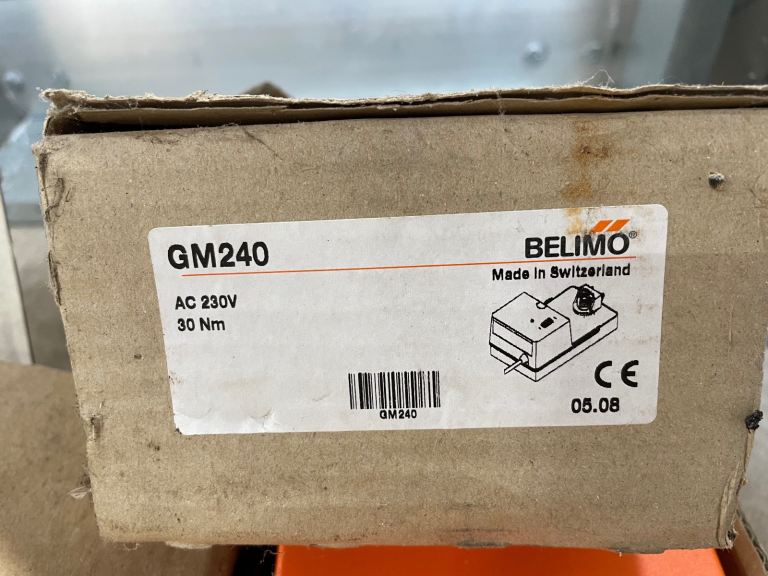 GM240
BELIMO®
Made in Switzerland
AC 230V
30 Nm
GM240
CE
05.08